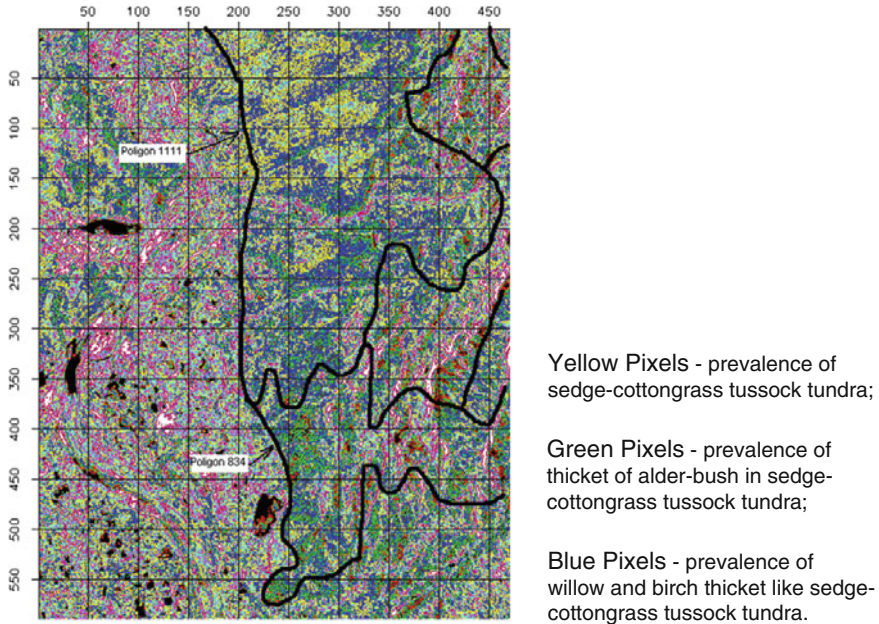 50 100 150 200 250 300 350 400 450
50
100
Poligon 1111
150
200
250
300
350
400
Poligon 834
450
500
550
Yellow Pixels - prevalence of
sedge-cottongrass tussock tundra;
Green Pixels - prevalence of
thicket of alder-bush in sedge-
cottongrass tussock tundra;
Blue Pixels - prevalence of
willow and birch thicket like sedge-
cottongrass tussock tundra.